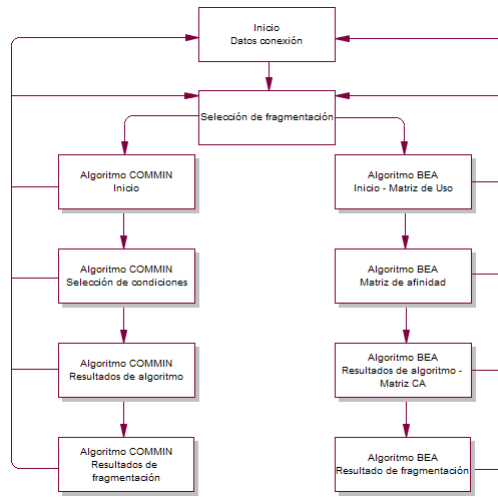 Inicio
Datos conexión
Selección de fragmentación
Algoritmo COMMIN
Inicio
Algoritmo BEA
Inicio - Matriz de Uso
Algoritmo COMMIN
Selección de condiciones
Algoritmo BEA
Matriz de afinidad
Algoritmo COMMIN
Resultados de algoritmo
Algoritmo BEA
Resultados de algoritmo -
Matriz CA
Algoritmo COMMIN
Resultados de
fragmentación
Algoritmo BEA
Resultado de fragmentación